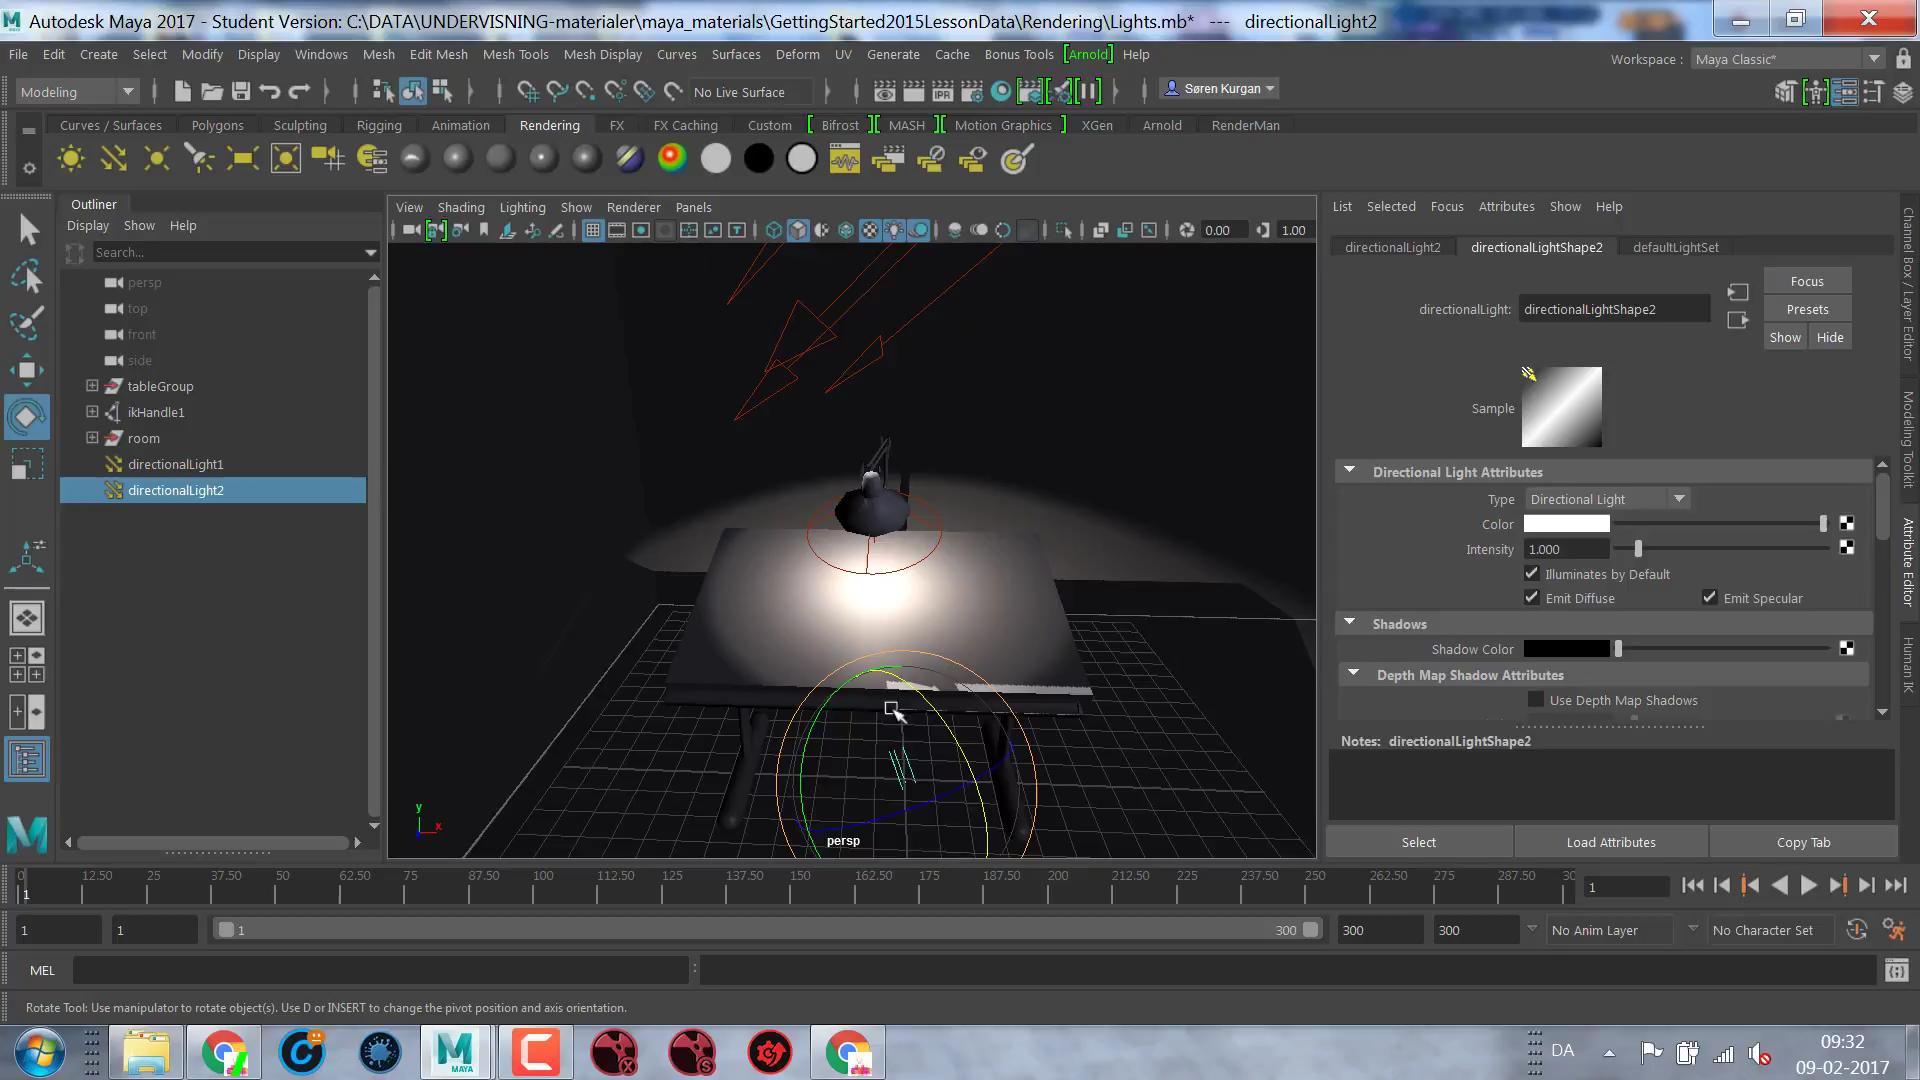 Autodesk Maya 2017 - Student Version: C:\DATA\UNDERVISNING-materialer\maya_materials\GettingStarted2015LessonData\Rendering\Lights.mb* --- directionalLight2
File Edit Create Select Modify Display Windows Mesh Edit Mesh Mesh Tools Mesh Display Curves Surfaces Deform UV Generate Cache Bonus Tools [Arnold] Help
Workspace : Maya Classic*
Modeling No Live Surface IPR Søren Kurgan
Curves / Surfaces Polygons Sculpting Rigging Animation Rendering FX FX Caching Custom Bifrost MASH Motion Graphics XGen Arnold RenderMan
Outliner
Display Show Help
Search...
persp
top
front
side
tableGroup
ikHandle1
room
directionalLight1
directionalLight2
View Shading Lighting Show Renderer Panels
0.00 1.00
y
x
persp
List Selected Focus Attributes Show Help
directionalLight2 directionalLightShape2 defaultLightSet
Focus
directionalLight: directionalLightShape2
Presets
Show Hide
Sample
Directional Light Attributes
Type Directional Light
Color
Intensity 1.000
Illuminates by Default
Emit Diffuse Emit Specular
Shadows
Shadow Color
Depth Map Shadow Attributes
Use Depth Map Shadows
Notes: directionalLightShape2
Select Load Attributes Copy Tab
Channel Box / Layer Editor
Modeling Toolkit
Attribute Editor
Human IK
0 12.50 25 37.50 50 62.50 75 87.50 100 112.50 125 137.50 150 162.50 175 187.50 200 212.50 225 237.50 250 262.50 275 287.50 30
1
1
1 1 1 300 300 300 No Anim Layer No Character Set
MEL
Rotate Tool: Use manipulator to rotate object(s). Use D or INSERT to change the pivot position and axis orientation.
MAYA
DA
09:32
09-02-2017